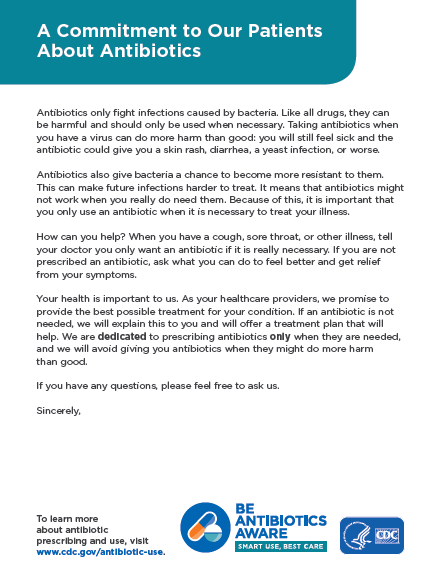 A Commitment to Our Patients
About Antibiotics
Antibiotics only fight infections caused by bacteria. Like all drugs, they can
be harmful and should only be used when necessary. Taking antibiotics when
you have a virus can do more harm than good: you will still feel sick and the
antibiotic could give you a skin rash, diarrhea, a yeast infection, or worse.
Antibiotics also give bacteria a chance to become more resistant to them.
This can make future infections harder to treat. It means that antibiotics might
not work when you really do need them. Because of this, it is important that
you only use an antibiotic when it is necessary to treat your illness.
How can you help? When you have a cough, sore throat, or other illness, tell
your doctor you only want an antibiotic if it is really necessary. If you are not
prescribed an antibiotic, ask what you can do to feel better and get relief
from your symptoms.
Your health is important to us. As your healthcare providers, we promise to
provide the best possible treatment for your condition. If an antibiotic is not
needed, we will explain this to you and will offer a treatment plan that will
help. We are dedicated to prescribing antibiotics only when they are needed,
and we will avoid giving you antibiotics when they might do more harm
than good.
If you have any questions, please feel free to ask us.
Sincerely,
To learn more
about antibiotic
prescribing and use, visit
www.cdc.gov/antibiotic-use.
BE
ANTIBIOTICS
AWARE
SMART USE, BEST CARE
CDC